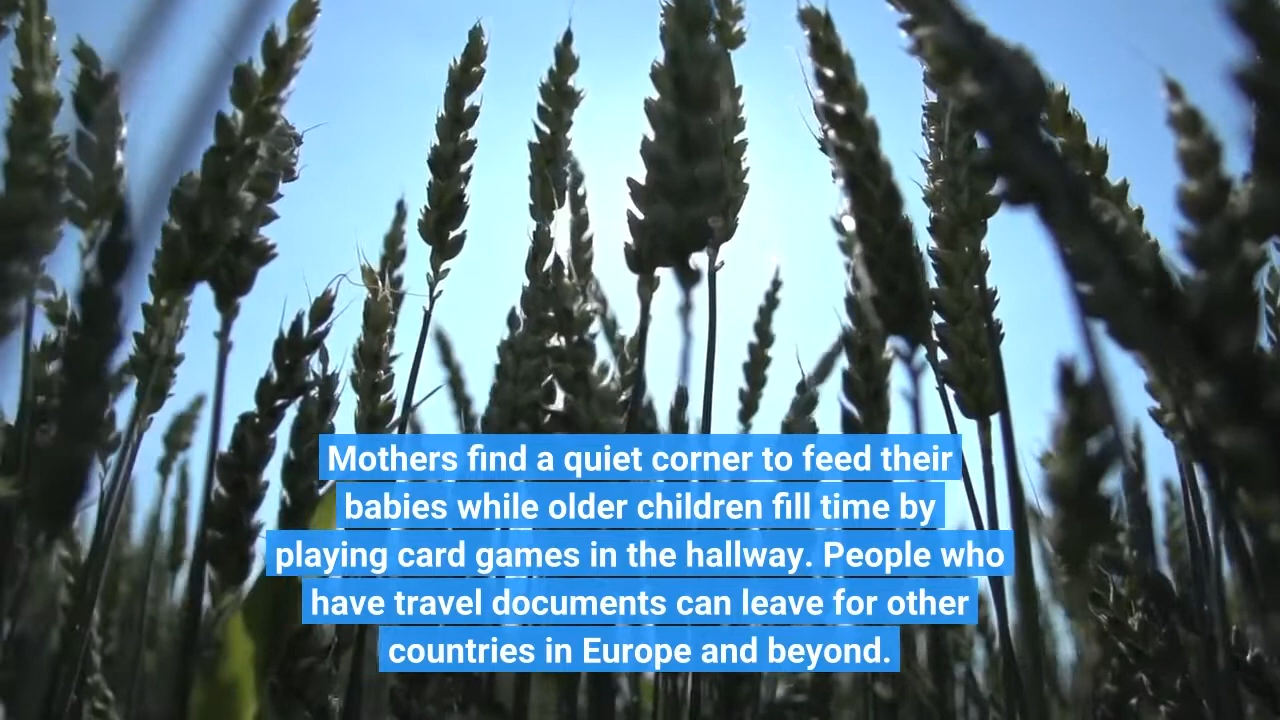 Mothers find a quiet corner to feed their
babies while older children fill time by
playing card games in the hallway. People who
have travel documents can leave for other
countries in Europe and beyond.